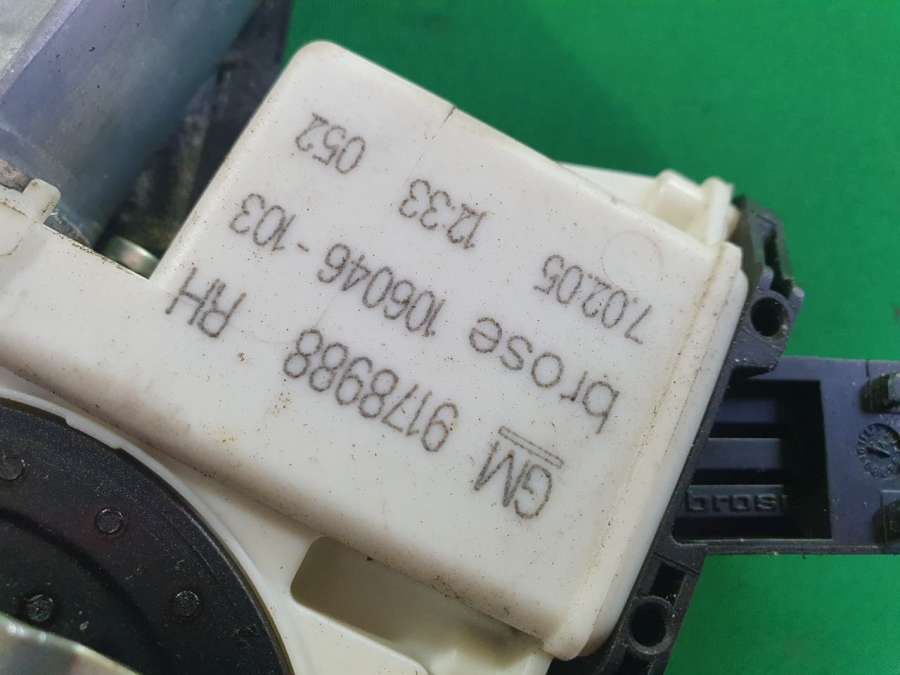 GM 9178988 RH
brose 106046-103
7.02.05 12:33 052
brose